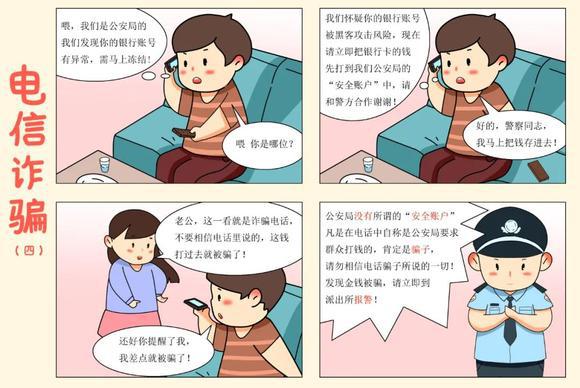 电信诈骗
（四）
喂，我们是公安局的
我们发现你的银行账号
有异常，需马上冻结！
喂 你是哪位？
我们怀疑你的银行账号
被黑客攻击风险，现在
请立即把银行卡的钱
先打到我们公安局的
“安全账户”中，请
和警方合作谢谢！
好的，警察同志，
我马上把钱存进去！
老公，这一看就是诈骗电话，
不要相信电话里说的，这钱
打过去就被骗了！
还好你提醒了我，
我差点就被骗了！
公安局没有所谓的“安全账户”
凡是在电话中自称是公安局要求
群众打钱的，肯定是骗子，
请勿相信电话骗子所说的一切！
发现金钱被骗，请立即到
派出所报警！